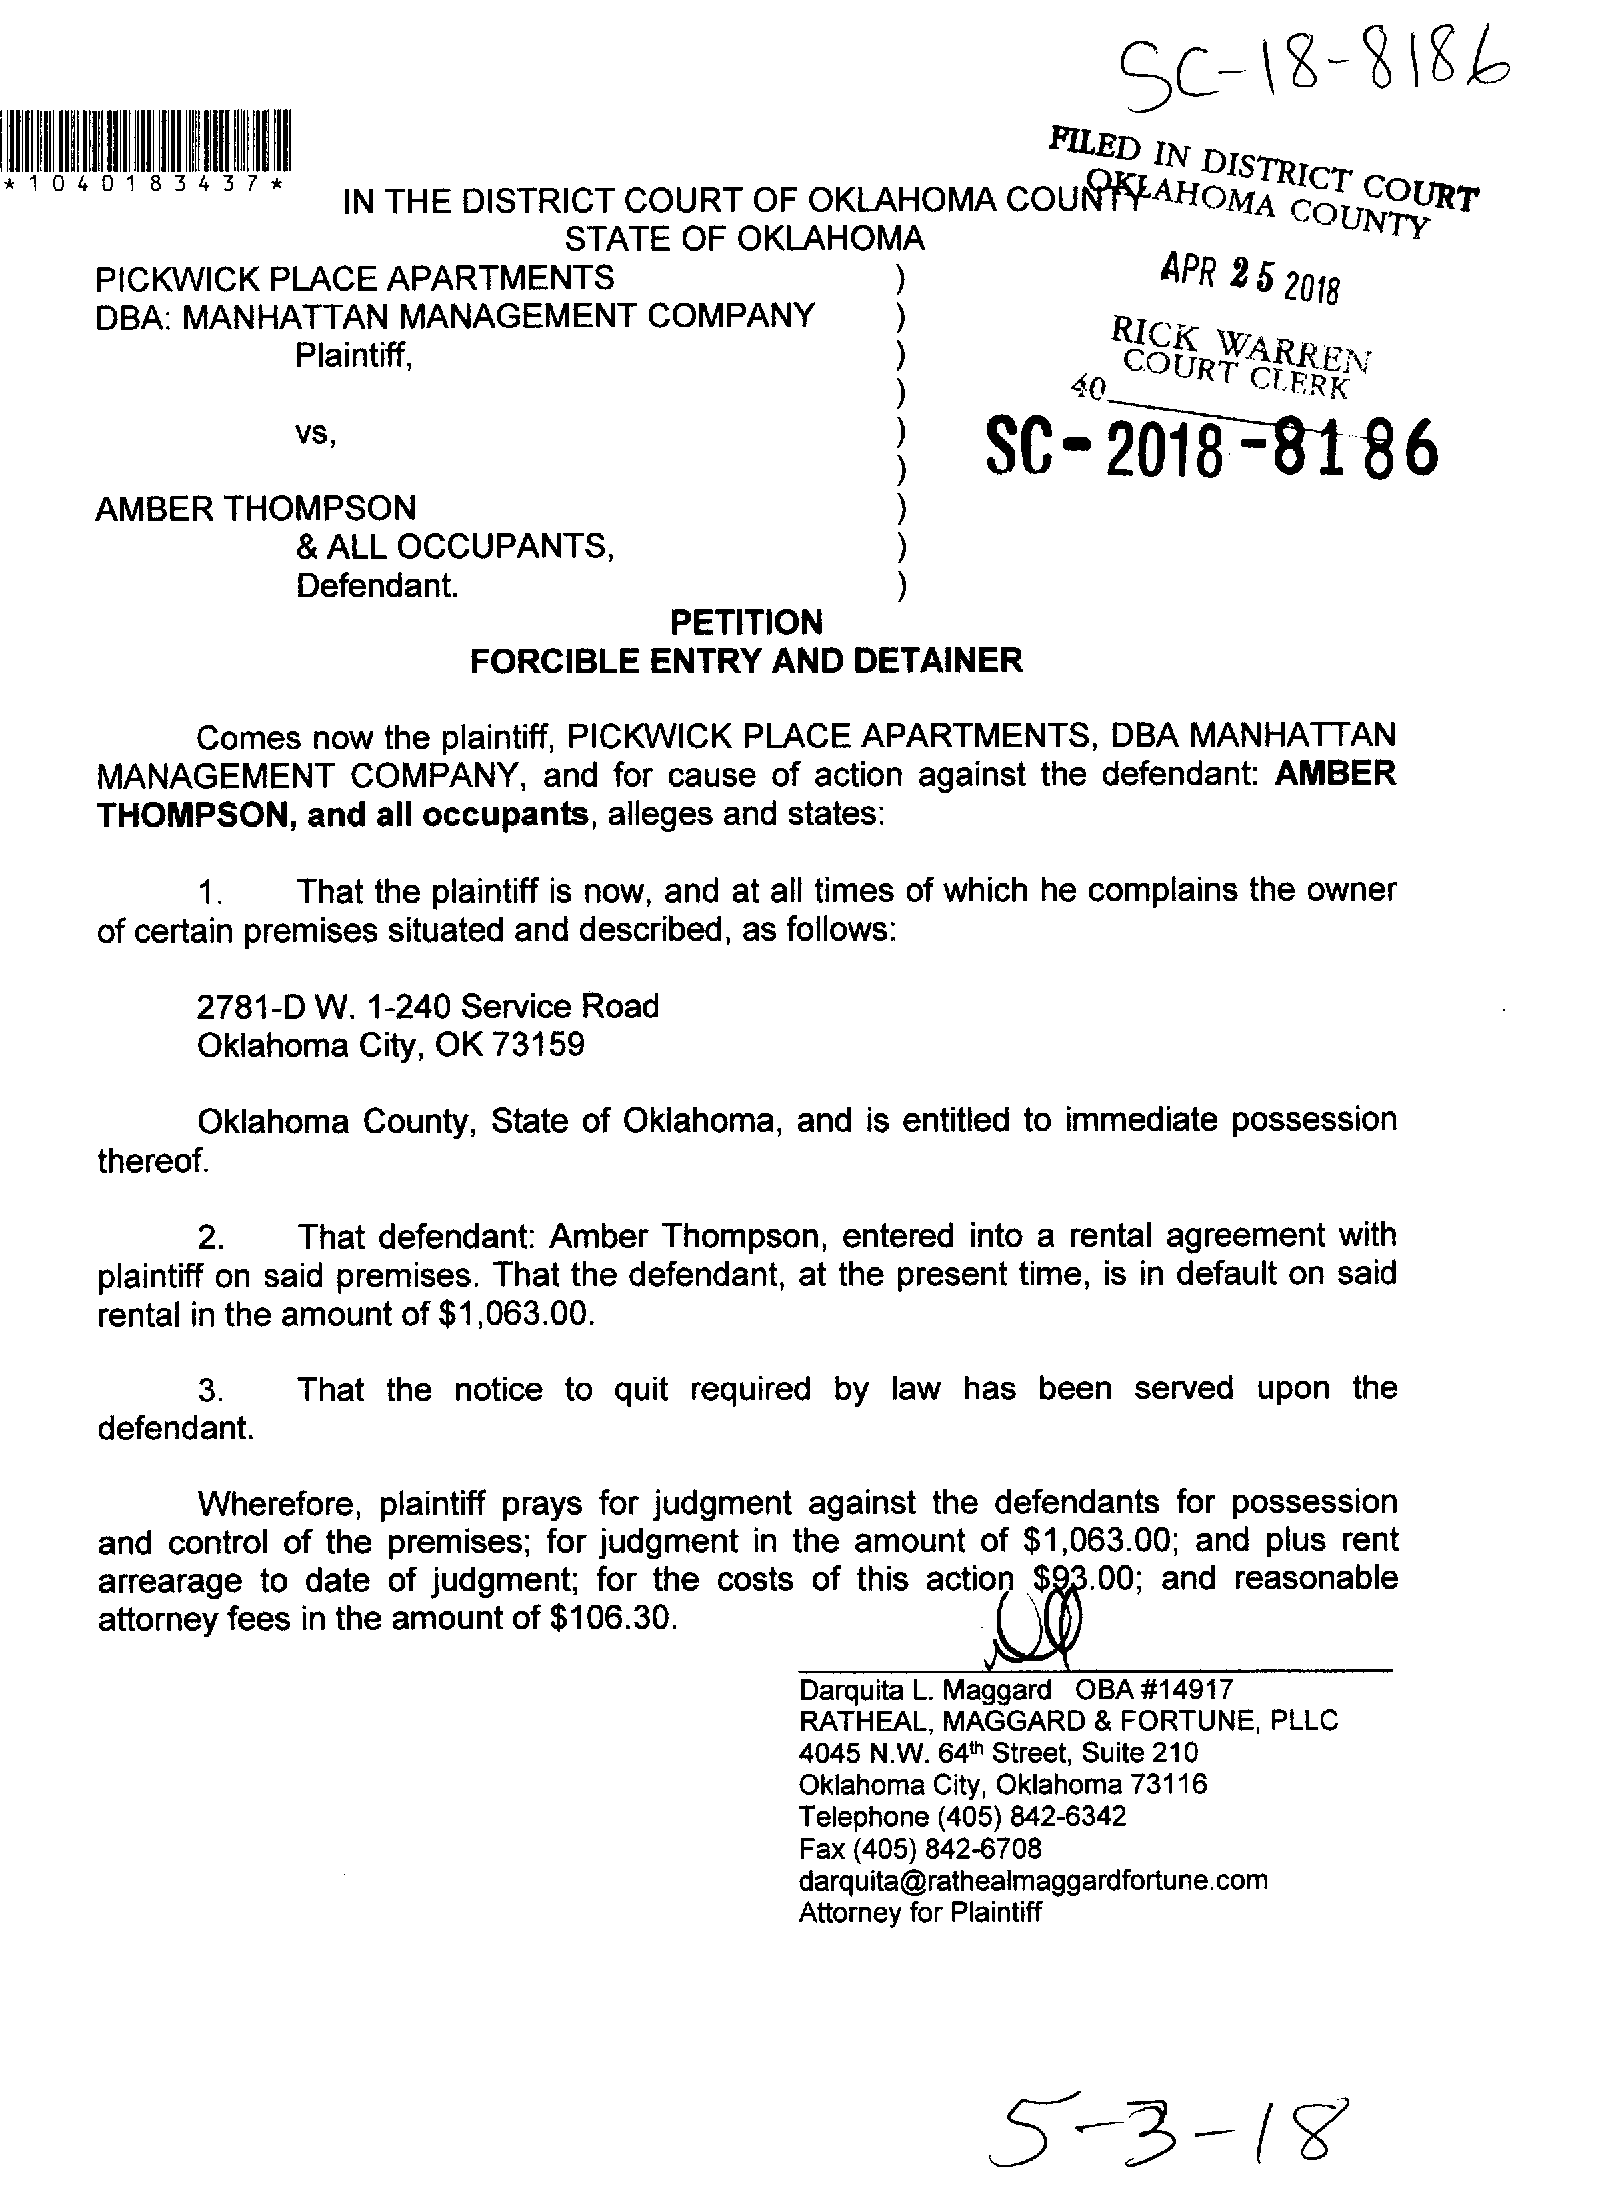 SC-18-8186
*1040183437*
FILED IN DISTRICT COURT
OKLAHOMA COUNTY
IN THE DISTRICT COURT OF OKLAHOMA COUNTY
STATE OF OKLAHOMA
PICKWICK PLACE APARTMENTS )
DBA: MANHATTAN MANAGEMENT COMPANY )
Plaintiff, )
)
vs, )
)
AMBER THOMPSON )
& ALL OCCUPANTS, )
Defendant. )
APR 25 2018
RICK WARREN
COURT CLERK
40
SC-2018-8186
PETITION
FORCIBLE ENTRY AND DETAINER
Comes now the plaintiff, PICKWICK PLACE APARTMENTS, DBA MANHATTAN
MANAGEMENT COMPANY, and for cause of action against the defendant: AMBER
THOMPSON, and all occupants, alleges and states:
1. That the plaintiff is now, and at all times of which he complains the owner
of certain premises situated and described, as follows:
2781-D W. 1-240 Service Road
Oklahoma City, OK 73159
Oklahoma County, State of Oklahoma, and is entitled to immediate possession
thereof.
2. That defendant: Amber Thompson, entered into a rental agreement with
plaintiff on said premises. That the defendant, at the present time, is in default on said
rental in the amount of $1,063.00.
3. That the notice to quit required by law has been served upon the
defendant.
Wherefore, plaintiff prays for judgment against the defendants for possession
and control of the premises; for judgment in the amount of $1,063.00; and plus rent
arrearage to date of judgment; for the costs of this action $93.00; and reasonable
attorney fees in the amount of $106.30.
Darquita L. Maggard OBA #14917
RATHEAL, MAGGARD & FORTUNE, PLLC
4045 N.W. 64th Street, Suite 210
Oklahoma City, Oklahoma 73116
Telephone (405) 842-6342
Fax (405) 842-6708
darquita@rathealmaggardfortune.com
Attorney for Plaintiff
5-3-18